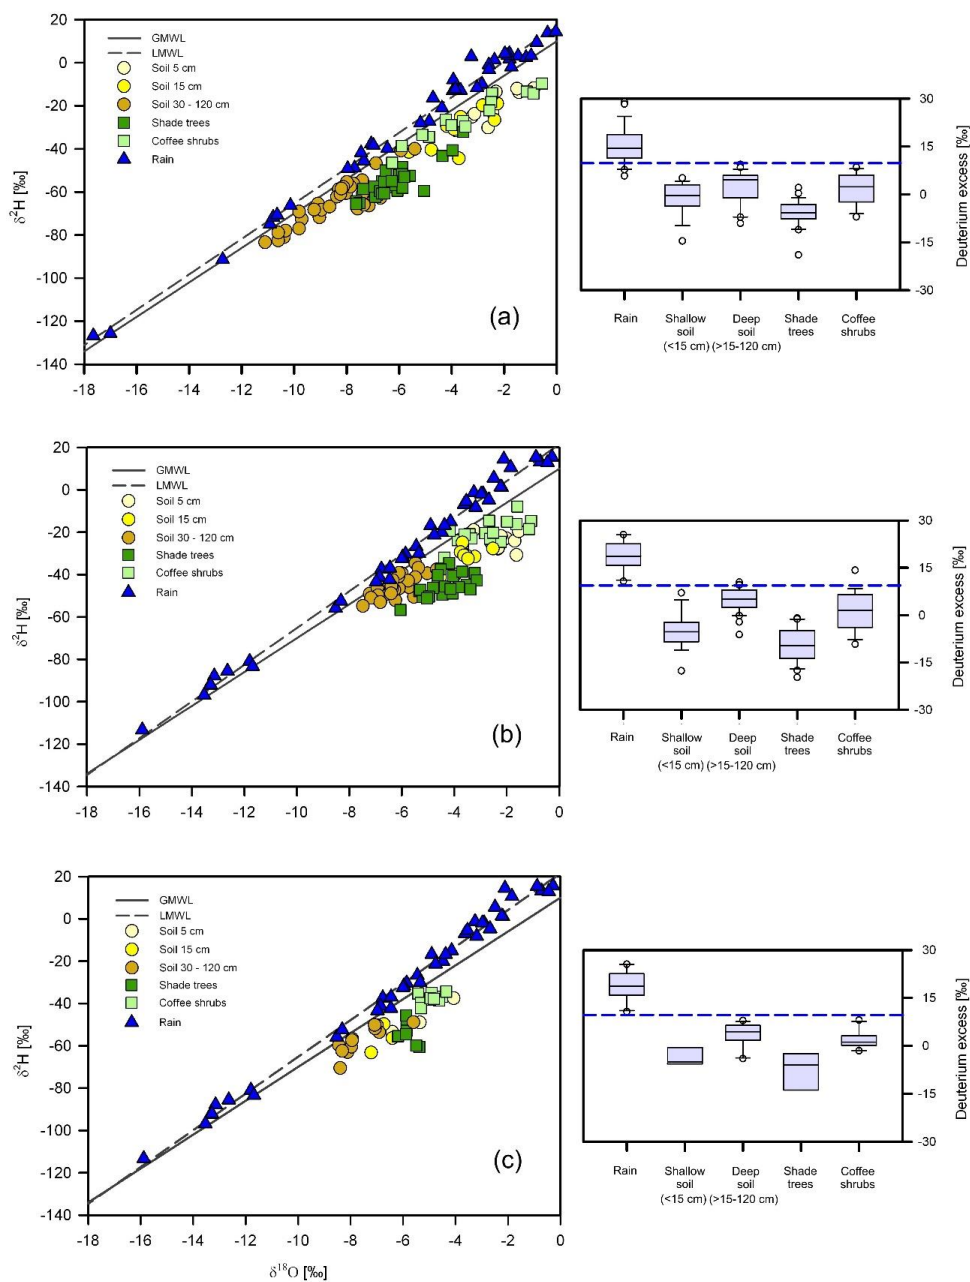 20
0
-20
-40
-60
-80
-100
-120
-140
δ²H [‰]
GMWL
LMWL
Soil 5 cm
Soil 15 cm
Soil 30 - 120 cm
Shade trees
Coffee shrubs
Rain
(a)
-18 -16 -14 -12 -10 -8 -6 -4 -2 0
30
15
0
-15
-30
Deuterium excess [‰]
Rain Shallow Deep Shade Coffee
soil soil trees shrubs
(<15 cm) (>15-120 cm)
20
0
-20
-40
-60
-80
-100
-120
-140
δ²H [‰]
GMWL
LMWL
Soil 5 cm
Soil 15 cm
Soil 30 - 120 cm
Shade trees
Coffee shrubs
Rain
(b)
-18 -16 -14 -12 -10 -8 -6 -4 -2 0
30
15
0
-15
-30
Deuterium excess [‰]
Rain Shallow Deep Shade Coffee
soil soil trees shrubs
(<15 cm) (>15-120 cm)
20
0
-20
-40
-60
-80
-100
-120
-140
δ²H [‰]
GMWL
LMWL
Soil 5 cm
Soil 15 cm
Soil 30 - 120 cm
Shade trees
Coffee shrubs
Rain
(c)
-18 -16 -14 -12 -10 -8 -6 -4 -2 0
δ¹⁸O [‰]
30
15
0
-15
-30
Deuterium excess [‰]
Rain Shallow Deep Shade Coffee
soil soil trees shrubs
(<15 cm) (>15-120 cm)